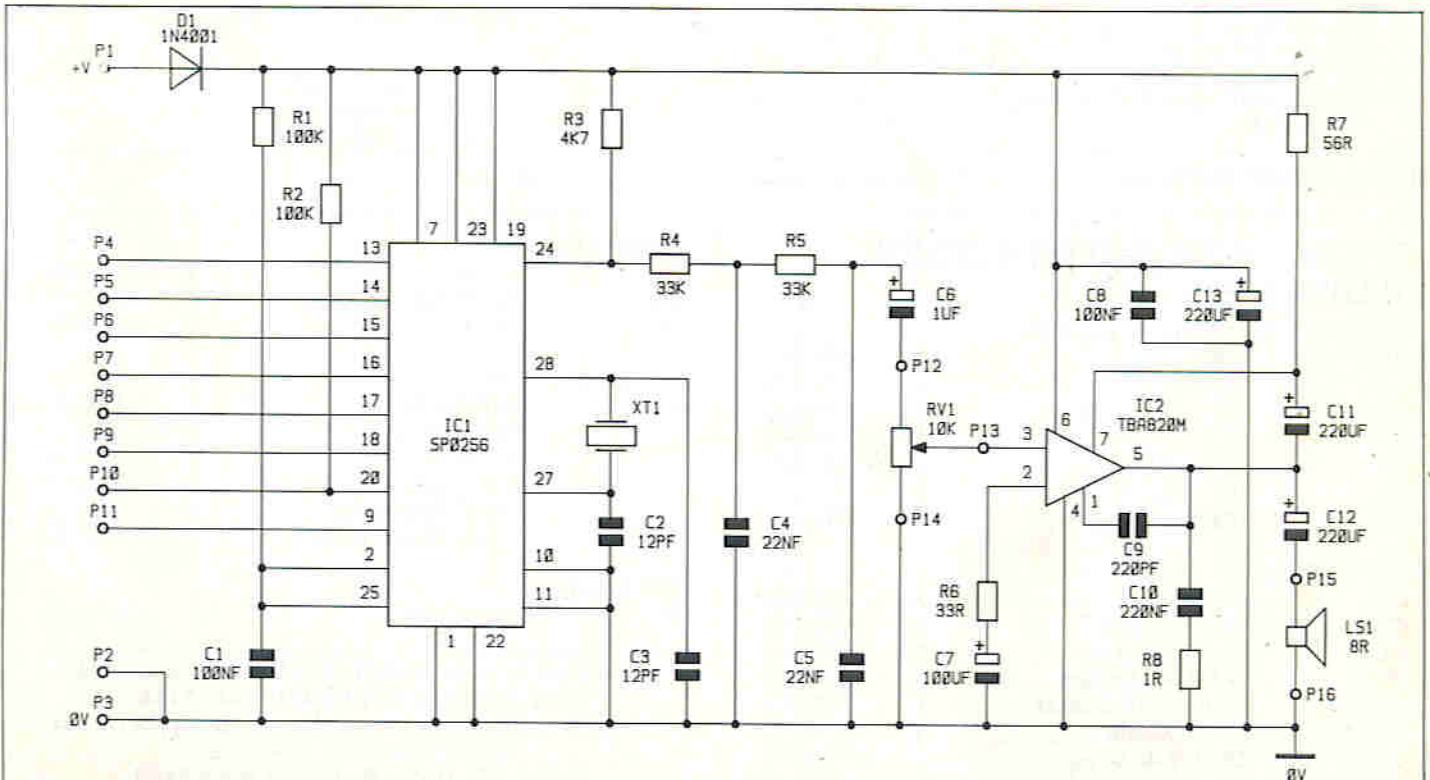 D1
1N4001
P1
+V
R1
100K
R2
100K
R3
4K7
R7
56R
7
23
19
P4
13
24
R4
33K
R5
33K
P5
14
P6
15
P7
16
P8
17
P9
18
P10
20
P11
9
2
25
IC1
SP0256
28
XT1
27
C2
12PF
10
11
1
22
C1
100NF
P2
P3
0V
C3
12PF
C4
22NF
C5
22NF
+
C6
1UF
P12
RV1
10K
P13
P14
3
2
6
7
5
4
1
IC2
TBA820M
C8
100NF
+
C13
220UF
+
C11
220UF
+
C12
220UF
C9
220PF
C10
220NF
R6
33R
+
C7
100UF
R8
1R
P15
LS1
8R
P16
0V